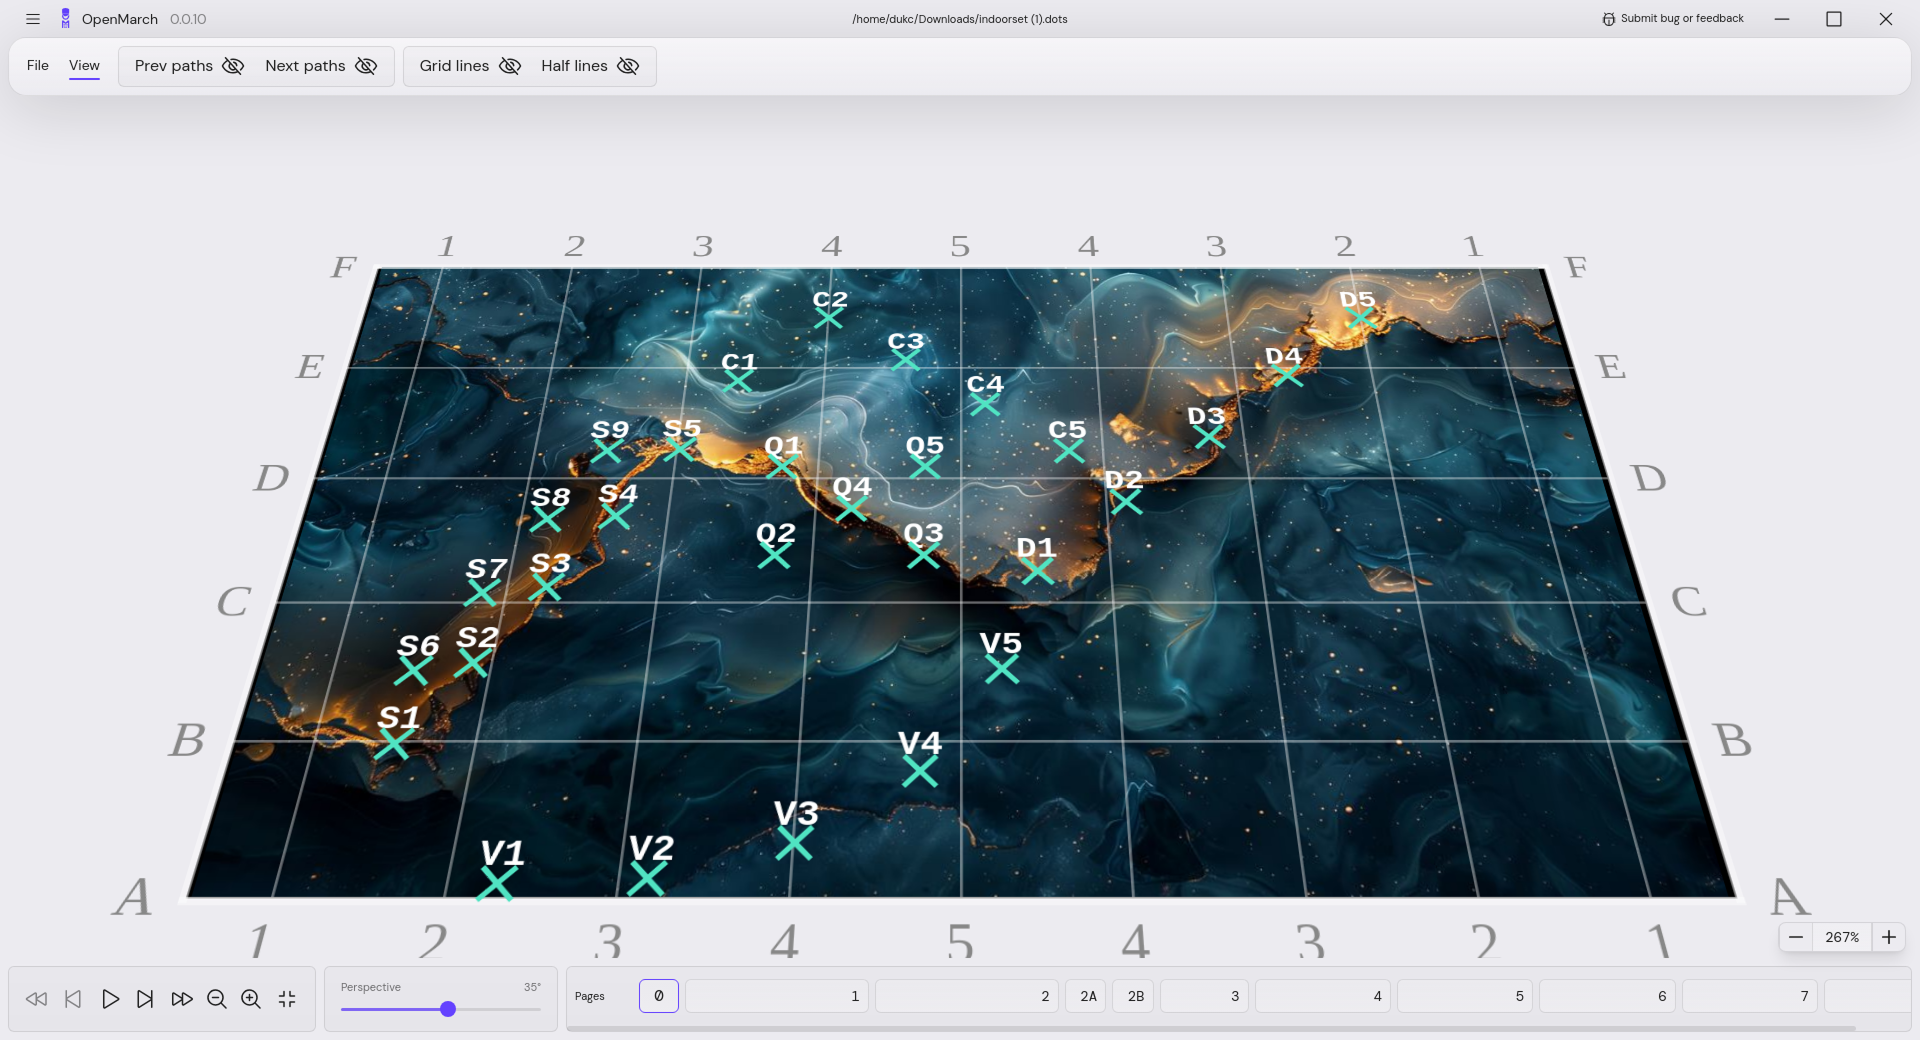 OpenMarch 0.0.10
/home/dukc/Downloads/indoorset (1).dots
Submit bug or feedback
File View Prev paths Next paths Grid lines Half lines
1 2 3 4 5 4 3 2 1
F F
C2 D5
C3
E C1 D4 E
C4
S9 S5 Q1 Q5 C5 D3
D S8 S4 Q4 D2 D
Q2 Q3 D1
S7 S3
C C
S6 S2 V5
S1
B V4 B
V3
V1 V2
A A
1 2 3 4 5 4 3 2 1
267%
Perspective 35°
Pages 0 1 2 2A 2B 3 4 5 6 7